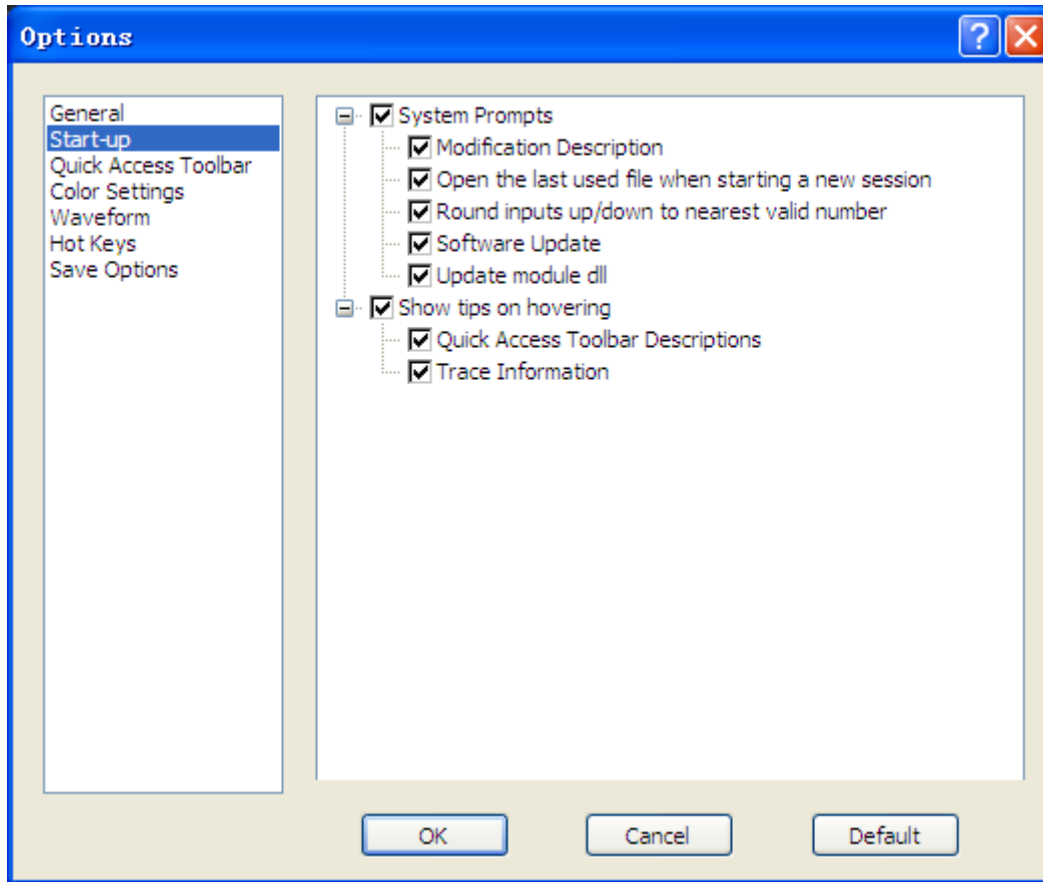 Options
General
Start-up
Quick Access Toolbar
Color Settings
Waveform
Hot Keys
Save Options
System Prompts
Modification Description
Open the last used file when starting a new session
Round inputs up/down to nearest valid number
Software Update
Update module dll
Show tips on hovering
Quick Access Toolbar Descriptions
Trace Information
OK
Cancel
Default